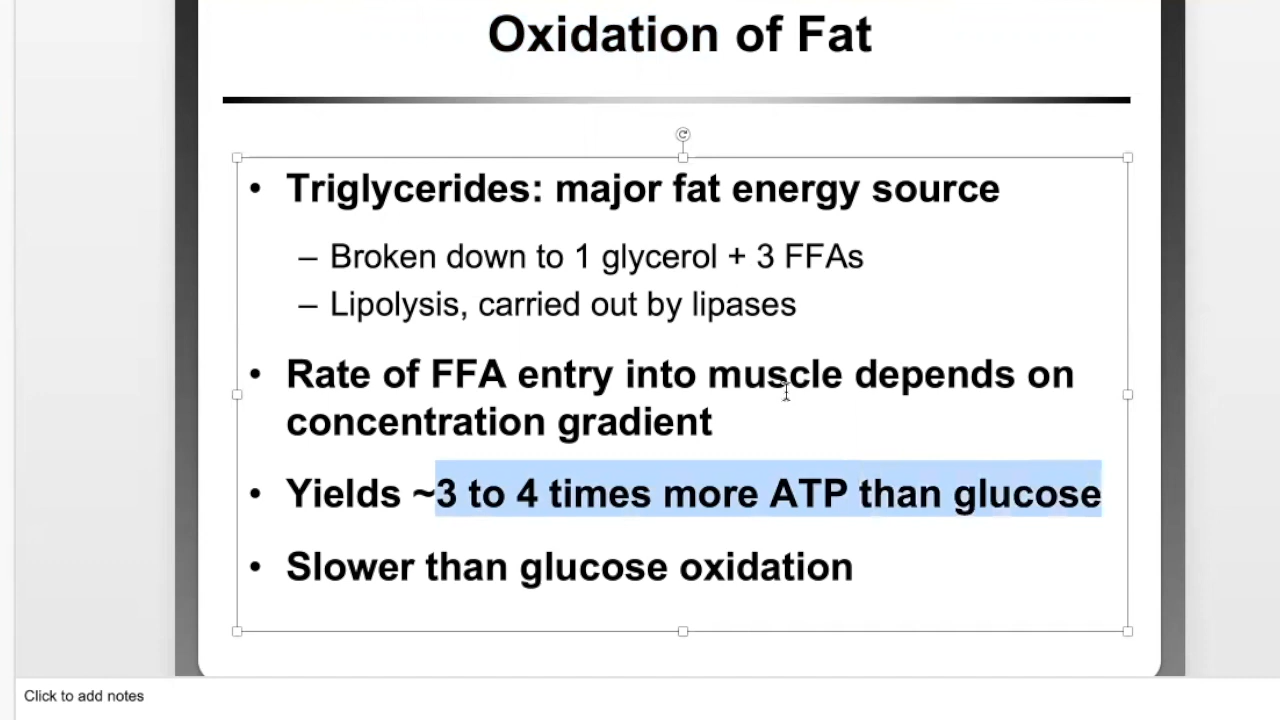 Oxidation of Fat
• Triglycerides: major fat energy source
– Broken down to 1 glycerol + 3 FFAs
– Lipolysis, carried out by lipases
• Rate of FFA entry into muscle depends on
concentration gradient
• Yields ~3 to 4 times more ATP than glucose
• Slower than glucose oxidation
Click to add notes